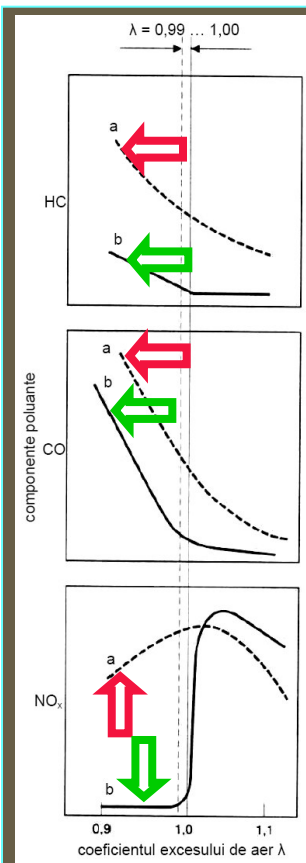 λ = 0,99 ... 1,00
a
HC
b
a
b
CO
componente poluante
a
NOx
b
0,9 1,0 1,1
coeficientul excesului de aer λ